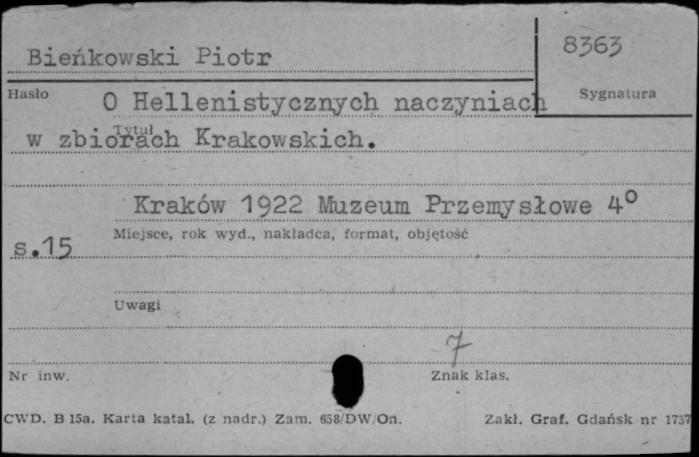 Bieńkowski Piotr
8363
Hasło
Sygnatura
O Hellenistycznych naczyniach
Tytuł
w zbiorach Krakowskich.
Kraków 1922 Muzeum Przemysłowe 4°
Miejsce, rok wyd., nakładca, format, objętość
s.15
Uwagi
7
Nr inw.
Znak klas.
CWD. B 15a. Karta katal. (z nadr.) Zam. 658/DW/On.
Zakł. Graf. Gdańsk nr 1757